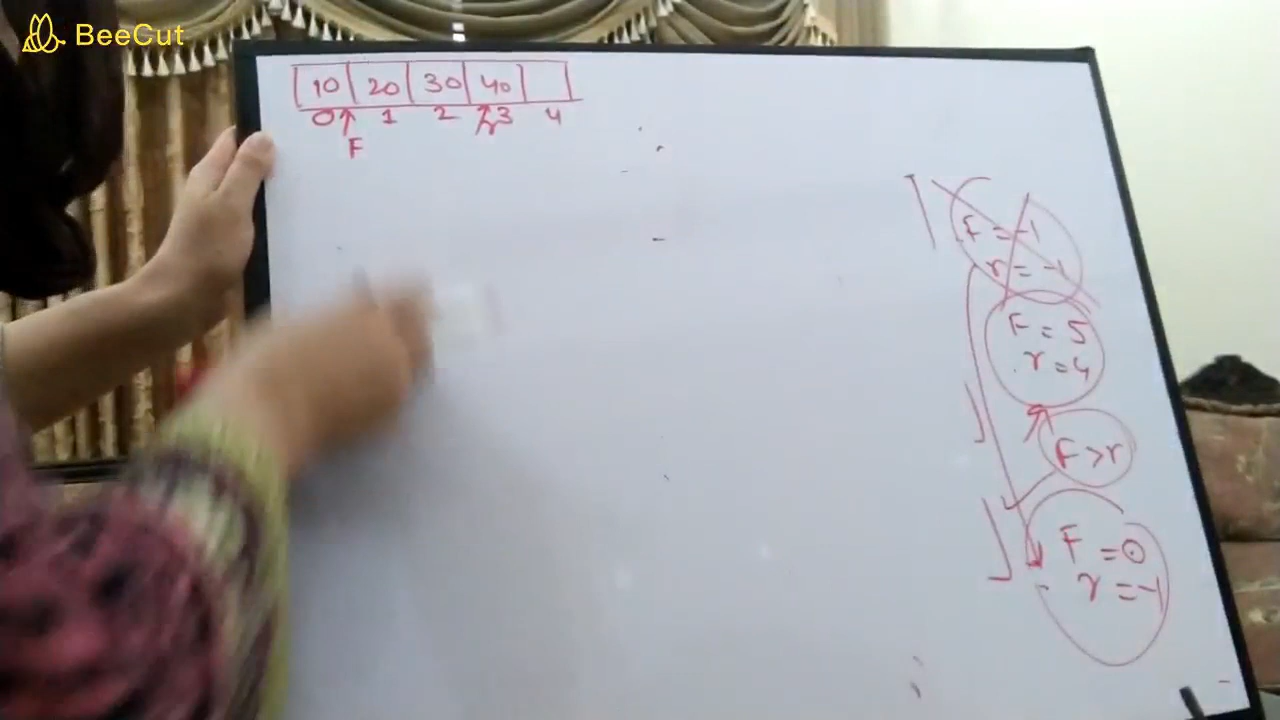 BeeCut
10 20 30 40
0 1 2 3 4
F r
F = -1
r = -1
F = 5
r = 4
F > r
F = 0
r = -1